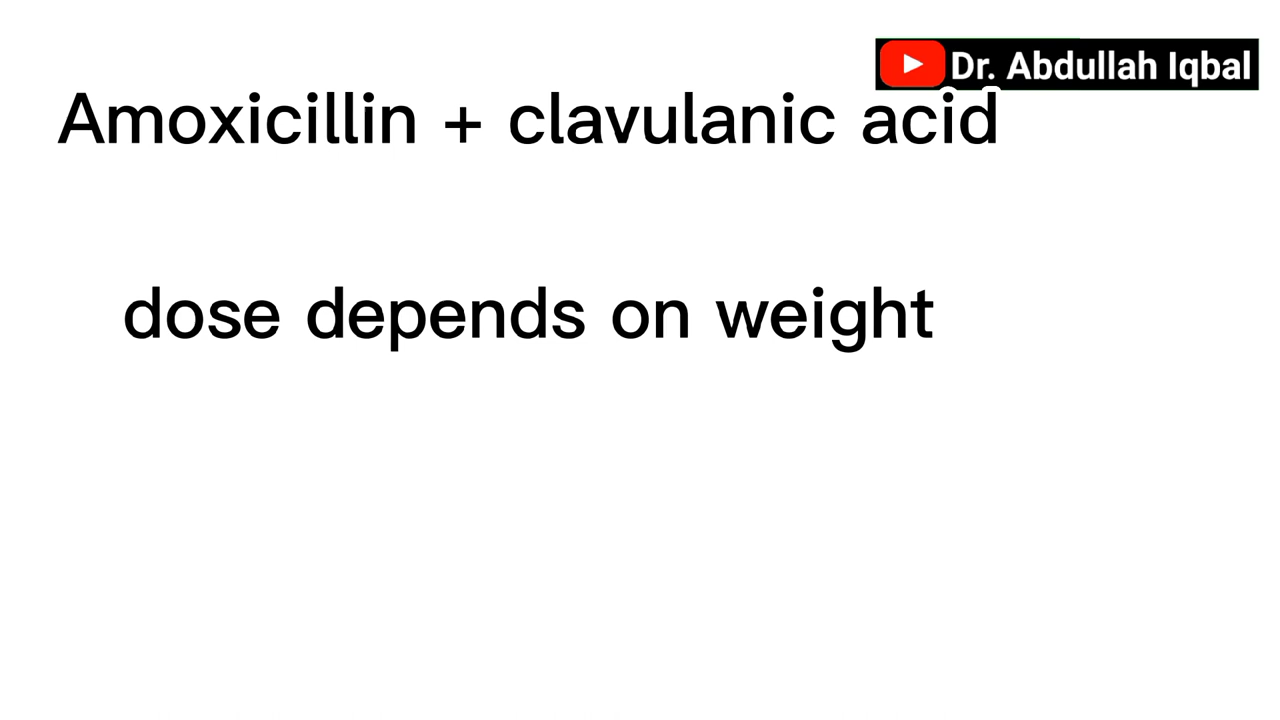 Dr. Abdullah Iqbal
Amoxicillin + clavulanic acid
dose depends on weight